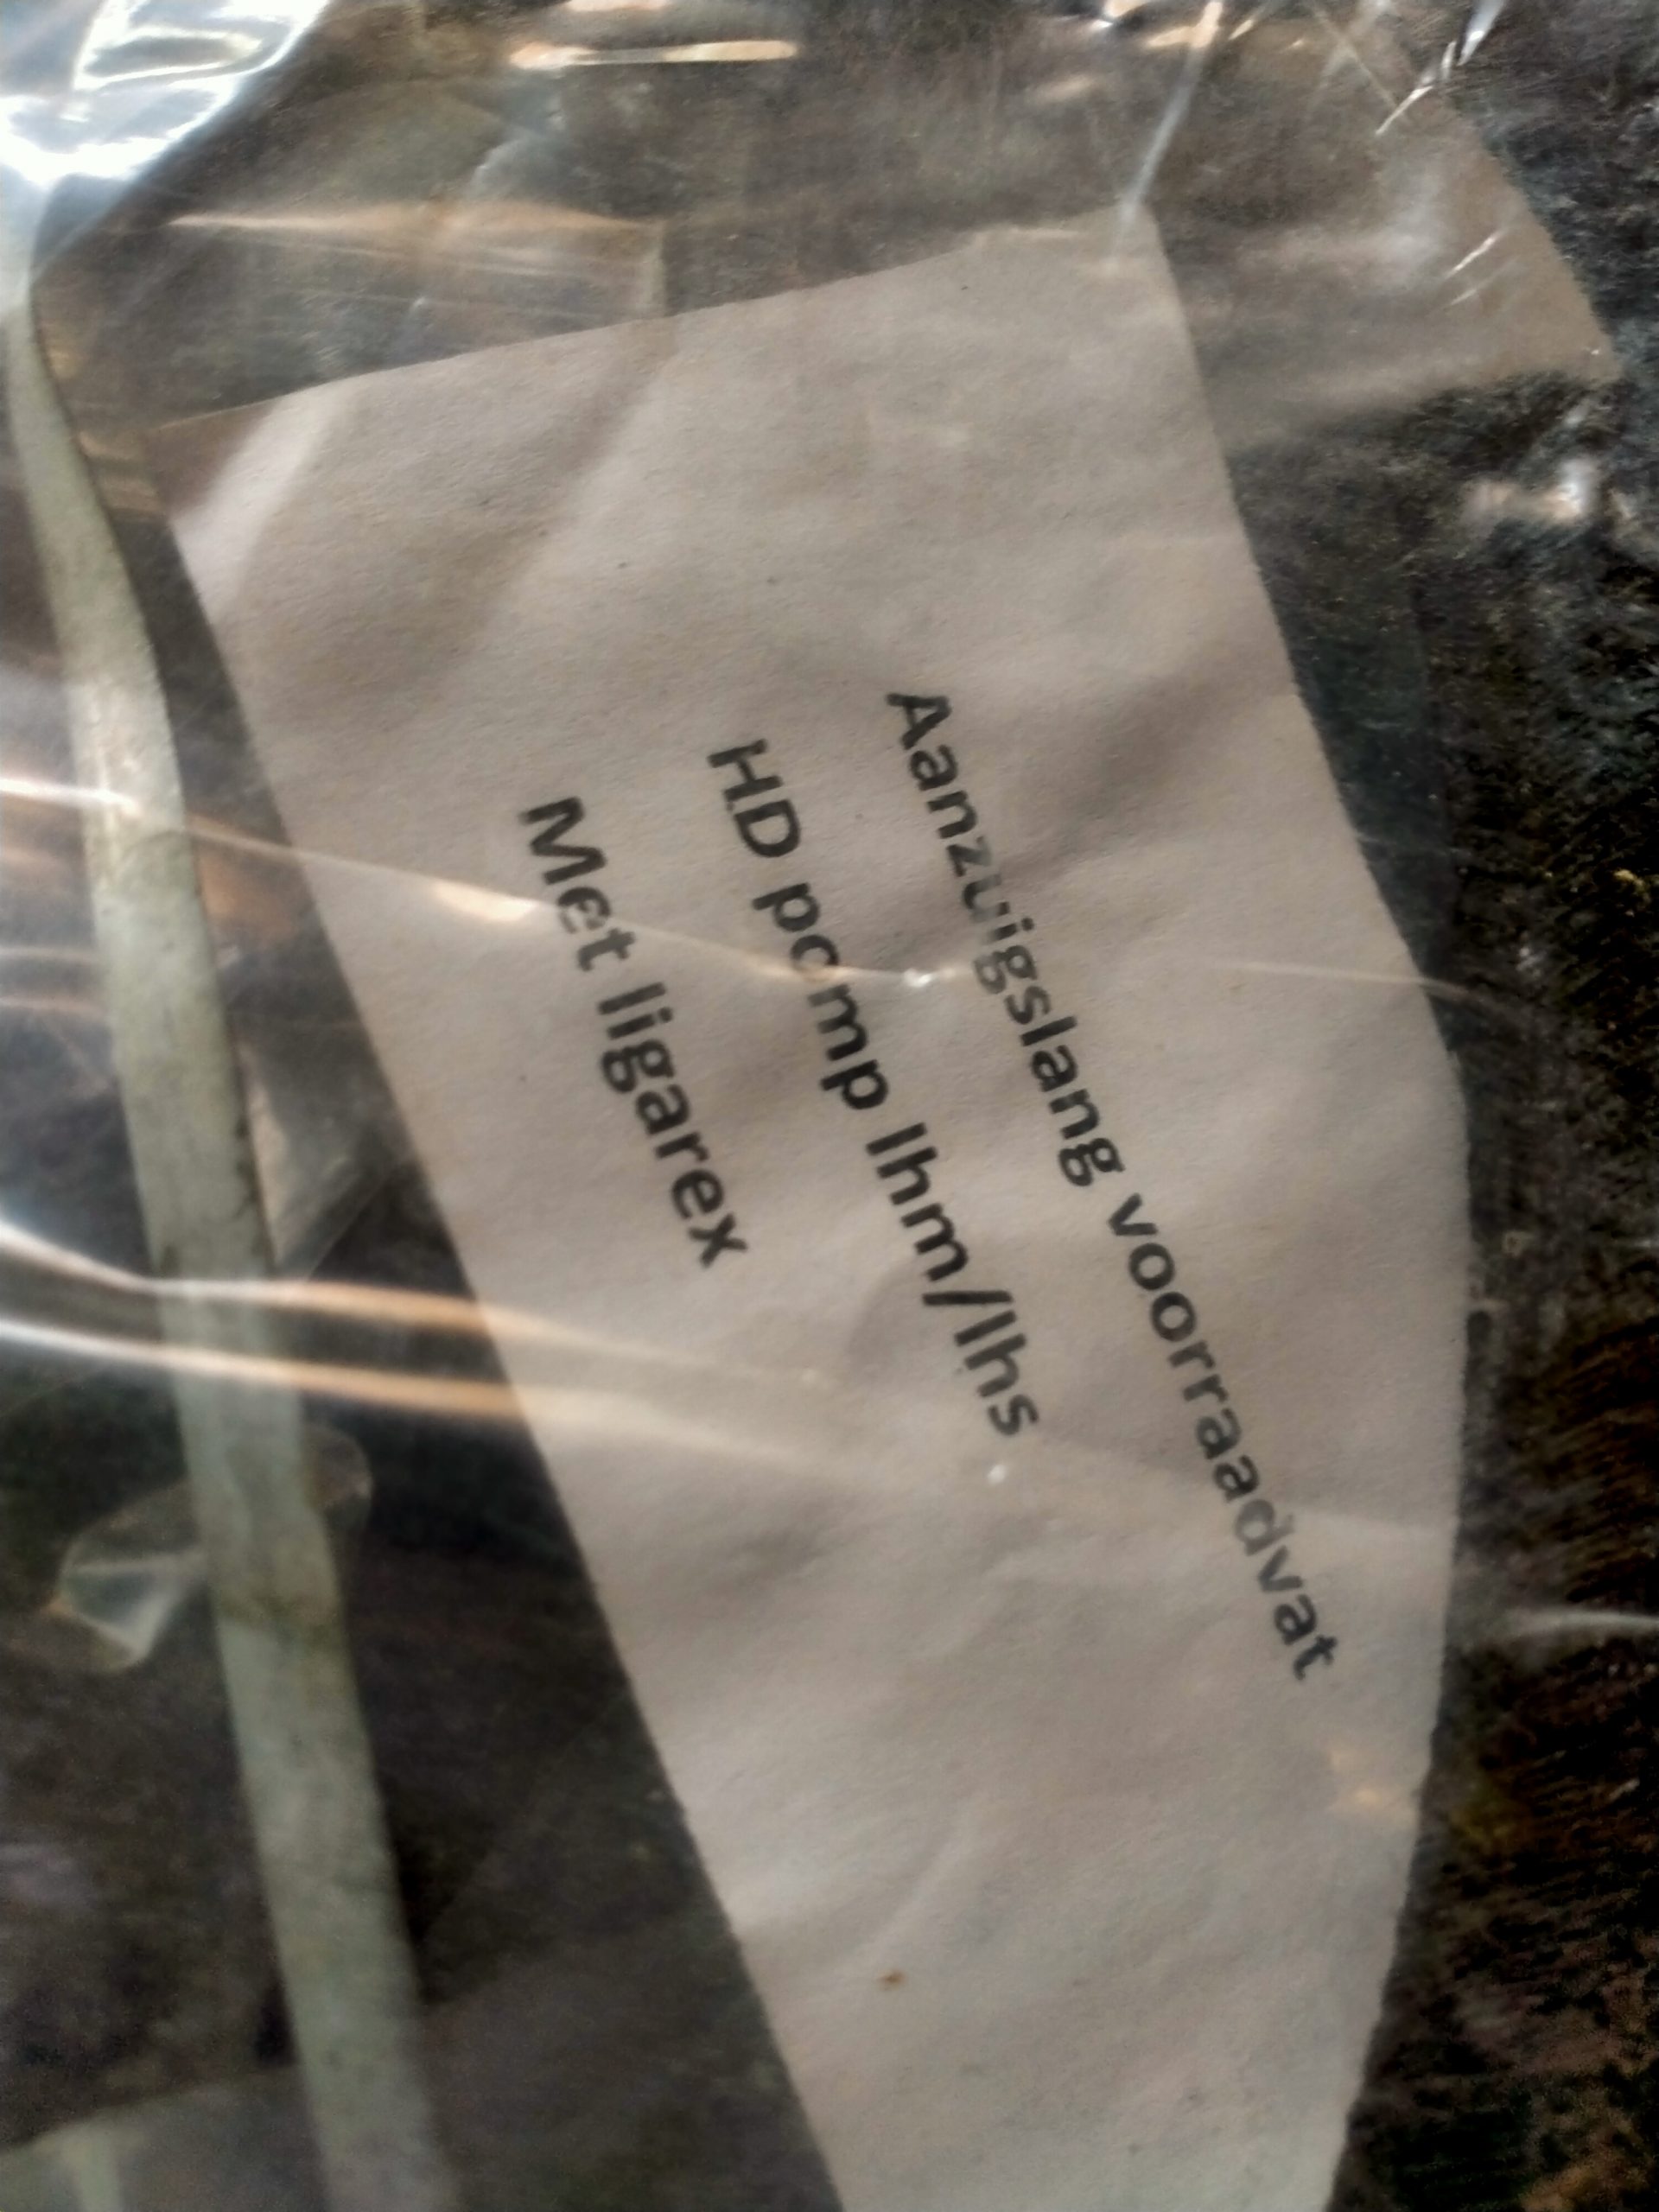 Aanzuigslang voorraadvat
HD pomp lhm/lhs
Met ligarex